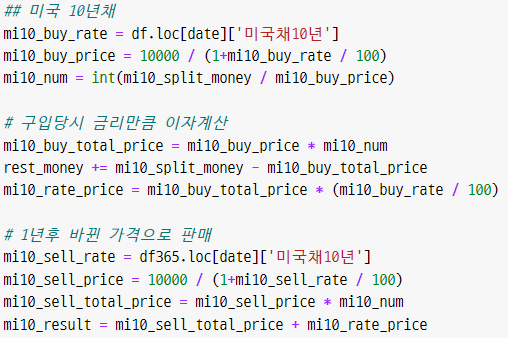 ## 미국 10년채
mi10_buy_rate = df.loc[date]['미국채10년']
mi10_buy_price = 10000 / (1+mi10_buy_rate / 100)
mi10_num = int(mi10_split_money / mi10_buy_price)
# 구입당시 금리만큼 이자계산
mi10_buy_total_price = mi10_buy_price * mi10_num
rest_money += mi10_split_money - mi10_buy_total_price
mi10_rate_price = mi10_buy_total_price * (mi10_buy_rate / 100)
# 1년후 바뀐 가격으로 판매
mi10_sell_rate = df365.loc[date]['미국채10년']
mi10_sell_price = 10000 / (1+mi10_sell_rate / 100)
mi10_sell_total_price = mi10_sell_price * mi10_num
mi10_result = mi10_sell_total_price + mi10_rate_price